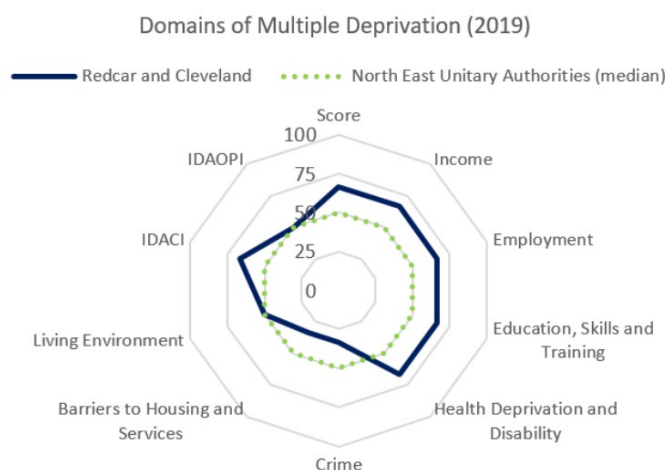 Domains of Multiple Deprivation (2019)
Redcar and Cleveland
North East Unitary Authorities (median)
Score
100
IDAOPI
Income
75
50
IDACI
Employment
25
0
Living Environment
Education, Skills and
Training
Barriers to Housing and
Services
Health Deprivation and
Disability
Crime